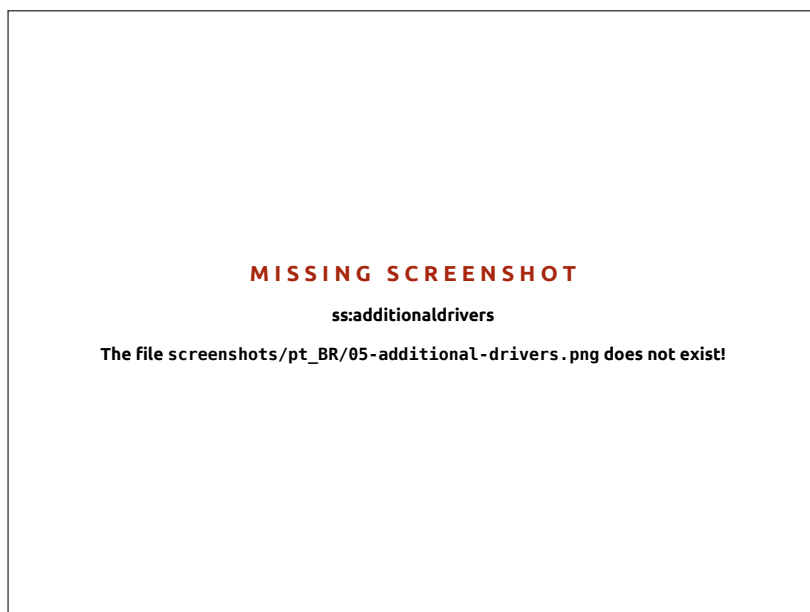 MISSING SCREENSHOT
ss:additionaldrivers
The file screenshots/pt_BR/05-additional-drivers.png does not exist!